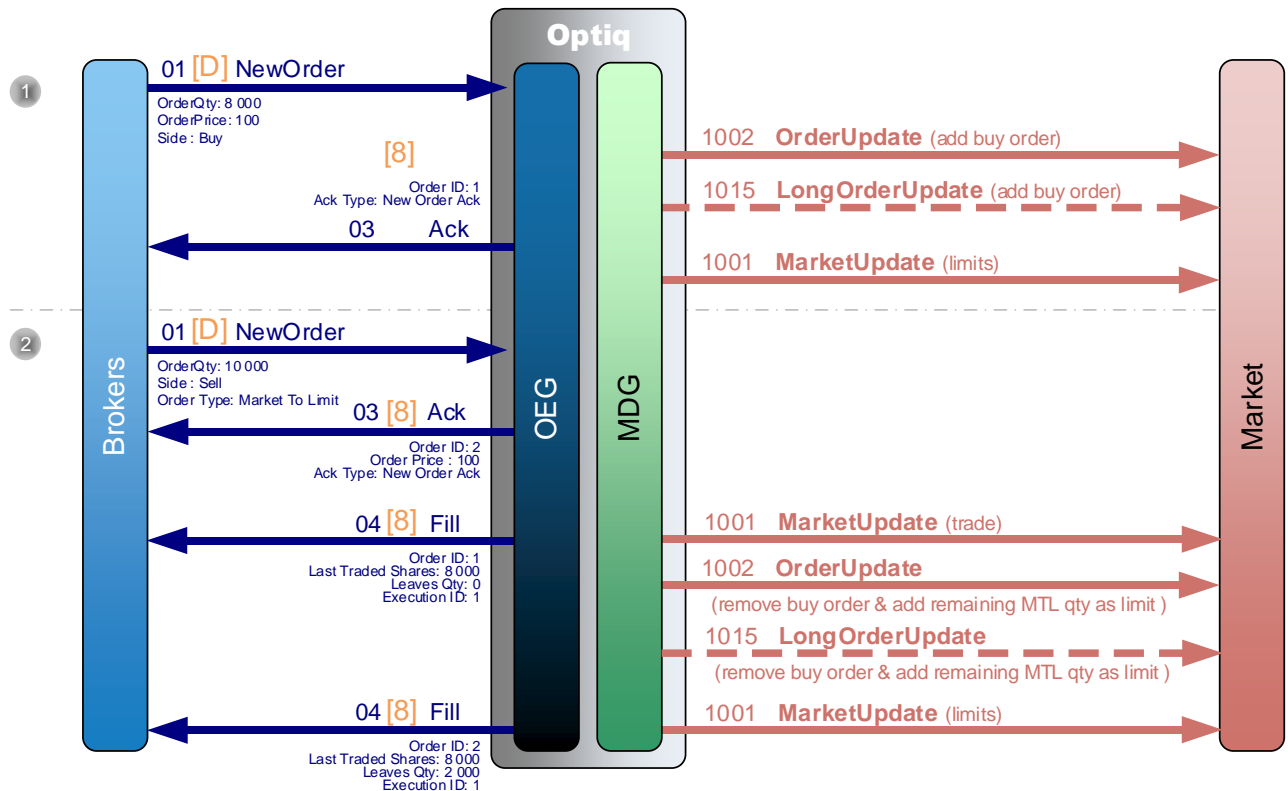 Optiq
Brokers
OEG
MDG
Market
1
01 [D] NewOrder
OrderQty: 8 000
OrderPrice: 100
Side : Buy
[8]
Order ID: 1
Ack Type: New Order Ack
03 Ack
1002 OrderUpdate (add buy order)
1015 LongOrderUpdate (add buy order)
1001 MarketUpdate (limits)
2
01 [D] NewOrder
OrderQty: 10 000
Side : Sell
Order Type: Market To Limit
03 [8] Ack
Order ID: 2
Order Price : 100
Ack Type: New Order Ack
04 [8] Fill
Order ID: 1
Last Traded Shares: 8 000
Leaves Qty: 0
Execution ID: 1
1001 MarketUpdate (trade)
1002 OrderUpdate
(remove buy order & add remaining MTL qty as limit )
1015 LongOrderUpdate
(remove buy order & add remaining MTL qty as limit )
04 [8] Fill
Order ID: 2
Last Traded Shares: 8 000
Leaves Qty: 2 000
Execution ID: 1
1001 MarketUpdate (limits)